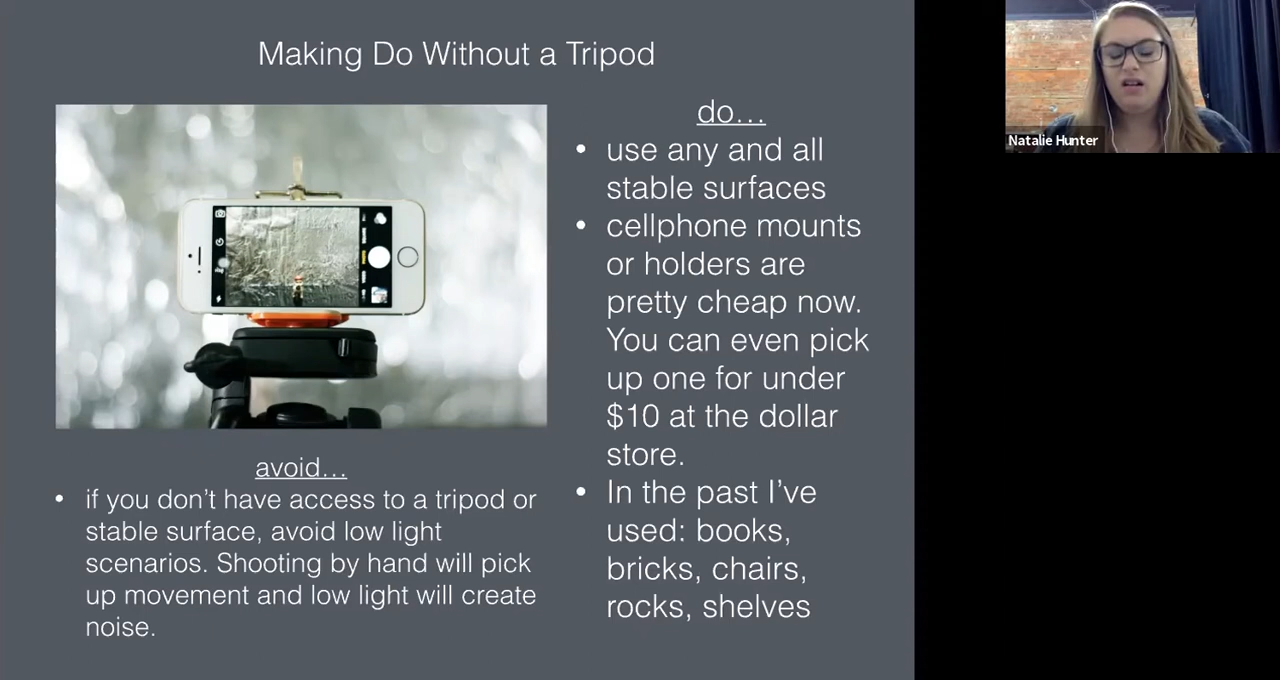 Making Do Without a Tripod
do...
• use any and all
stable surfaces
• cellphone mounts
or holders are
pretty cheap now.
You can even pick
up one for under
$10 at the dollar
store.
• In the past I’ve
used: books,
bricks, chairs,
rocks, shelves
avoid...
• if you don’t have access to a tripod or
stable surface, avoid low light
scenarios. Shooting by hand will pick
up movement and low light will create
noise.
Natalie Hunter